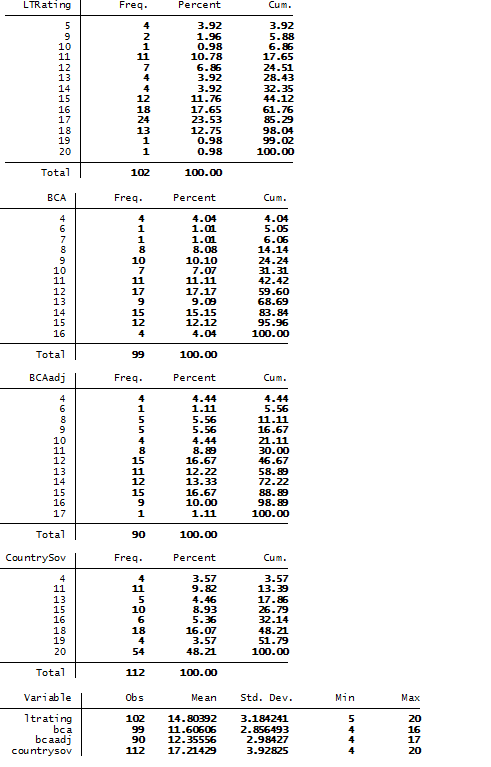 LTRating Freq. Percent Cum.
5 4 3.92 3.92
9 2 1.96 5.88
10 1 0.98 6.86
11 11 10.78 17.65
12 7 6.86 24.51
13 4 3.92 28.43
14 4 3.92 32.35
15 12 11.76 44.12
16 18 17.65 61.76
17 24 23.53 85.29
18 13 12.75 98.04
19 1 0.98 99.02
20 1 0.98 100.00
Total 102 100.00
BCA Freq. Percent Cum.
4 4 4.04 4.04
6 1 1.01 5.05
7 1 1.01 6.06
8 8 8.08 14.14
9 10 10.10 24.24
10 7 7.07 31.31
11 11 11.11 42.42
12 17 17.17 59.60
13 9 9.09 68.69
14 15 15.15 83.84
15 12 12.12 95.96
16 4 4.04 100.00
Total 99 100.00
BCAadj Freq. Percent Cum.
4 4 4.44 4.44
6 1 1.11 5.56
8 5 5.56 11.11
9 5 5.56 16.67
10 4 4.44 21.11
11 8 8.89 30.00
12 15 16.67 46.67
13 11 12.22 58.89
14 12 13.33 72.22
15 15 16.67 88.89
16 9 10.00 98.89
17 1 1.11 100.00
Total 90 100.00
CountrySov Freq. Percent Cum.
4 4 3.57 3.57
11 11 9.82 13.39
13 5 4.46 17.86
15 10 8.93 26.79
16 6 5.36 32.14
18 18 16.07 48.21
19 4 3.57 51.79
20 54 48.21 100.00
Total 112 100.00
Variable Obs Mean Std. Dev. Min Max
ltrating 102 14.80392 3.184241 5 20
bca 99 11.60606 2.856493 4 16
bcaadj 90 12.35556 2.98427 4 17
countrysov 112 17.21429 3.92825 4 20